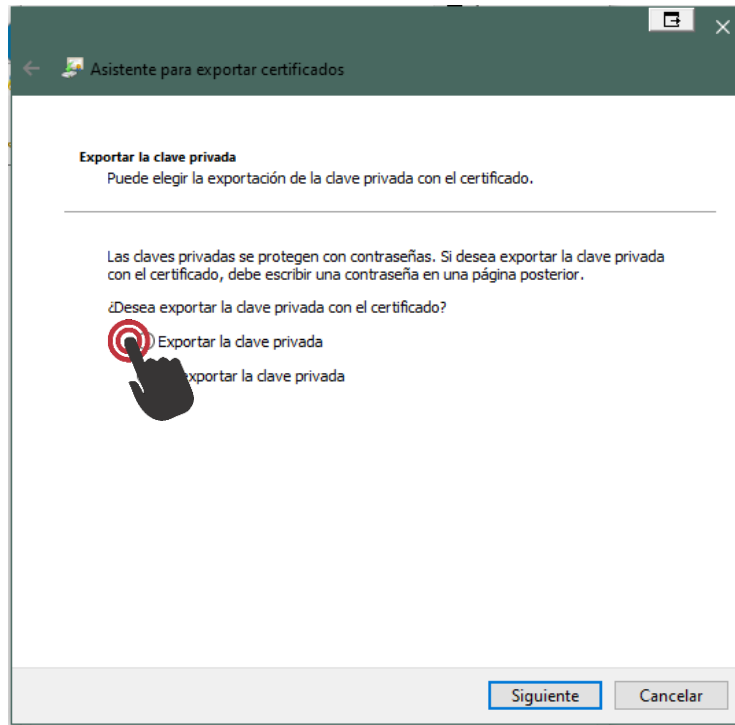 Asistente para exportar certificados
Exportar la clave privada
Puede elegir la exportación de la clave privada con el certificado.
Las claves privadas se protegen con contraseñas. Si desea exportar la clave privada
con el certificado, debe escribir una contraseña en una página posterior.
¿Desea exportar la clave privada con el certificado?
Exportar la clave privada
exportar la clave privada
Siguiente
Cancelar